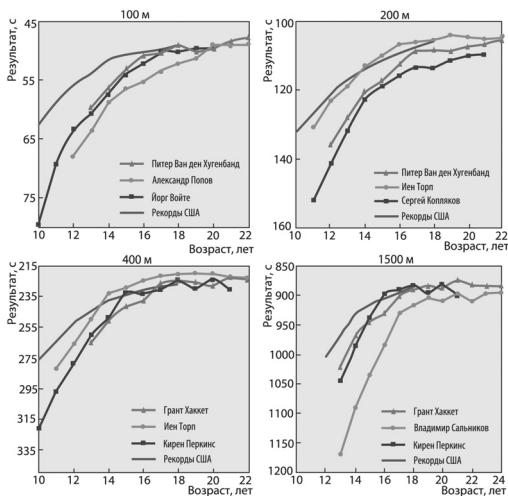 100 м
Результат, с
45
55
65
75
10 12 14 16 18 20 22
Возраст, лет
Питер Ван ден Хугенбанд
Александр Попов
Йорг Войте
Рекорды США
200 м
Результат, с
100
120
140
160
10 12 14 16 18 20 22
Возраст, лет
Питер Ван ден Хугенбанд
Иен Торп
Сергей Копляков
Рекорды США
400 м
Результат, с
215
235
255
275
295
315
335
10 12 14 16 18 20 22
Возраст, лет
Грант Хаккет
Иен Торп
Кирен Перкинс
Рекорды США
1500 м
Результат, с
850
900
950
1000
1050
1100
1150
1200
10 12 14 16 18 20 22 24
Возраст, лет
Грант Хаккет
Владимир Сальников
Кирен Перкинс
Рекорды США